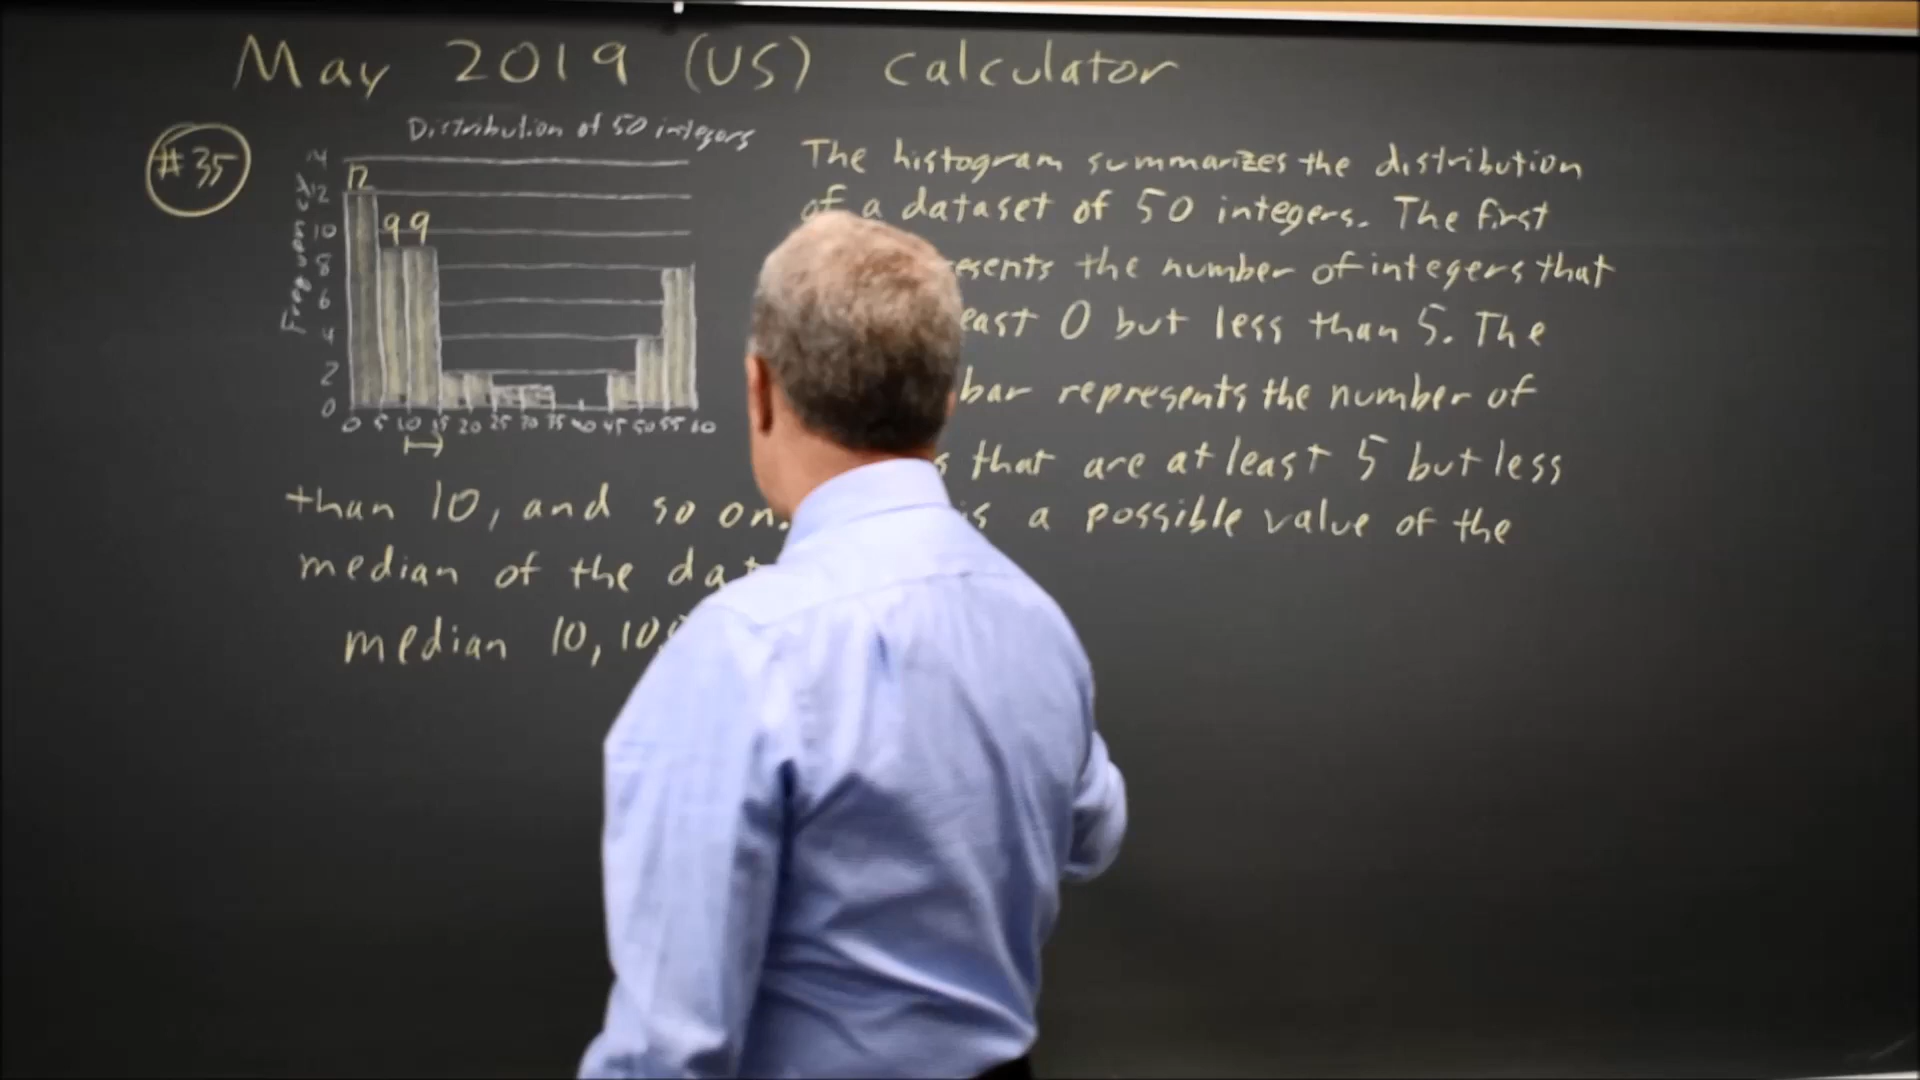 May 2019 (US) Calculator
#35
Distribution of 50 integers
14
12
12
10
9 9
8
6
4
2
0
Frequency
0 5 10 15 20 25 30 35 40 45 50 55 60
The histogram summarizes the distribution
of a dataset of 50 integers. The first
the number of integers that
0 but less than 5. The
bar represents the number of
that are at least 5 but less
than 10, and so on. a possible value of the
median of the
median 10, 10